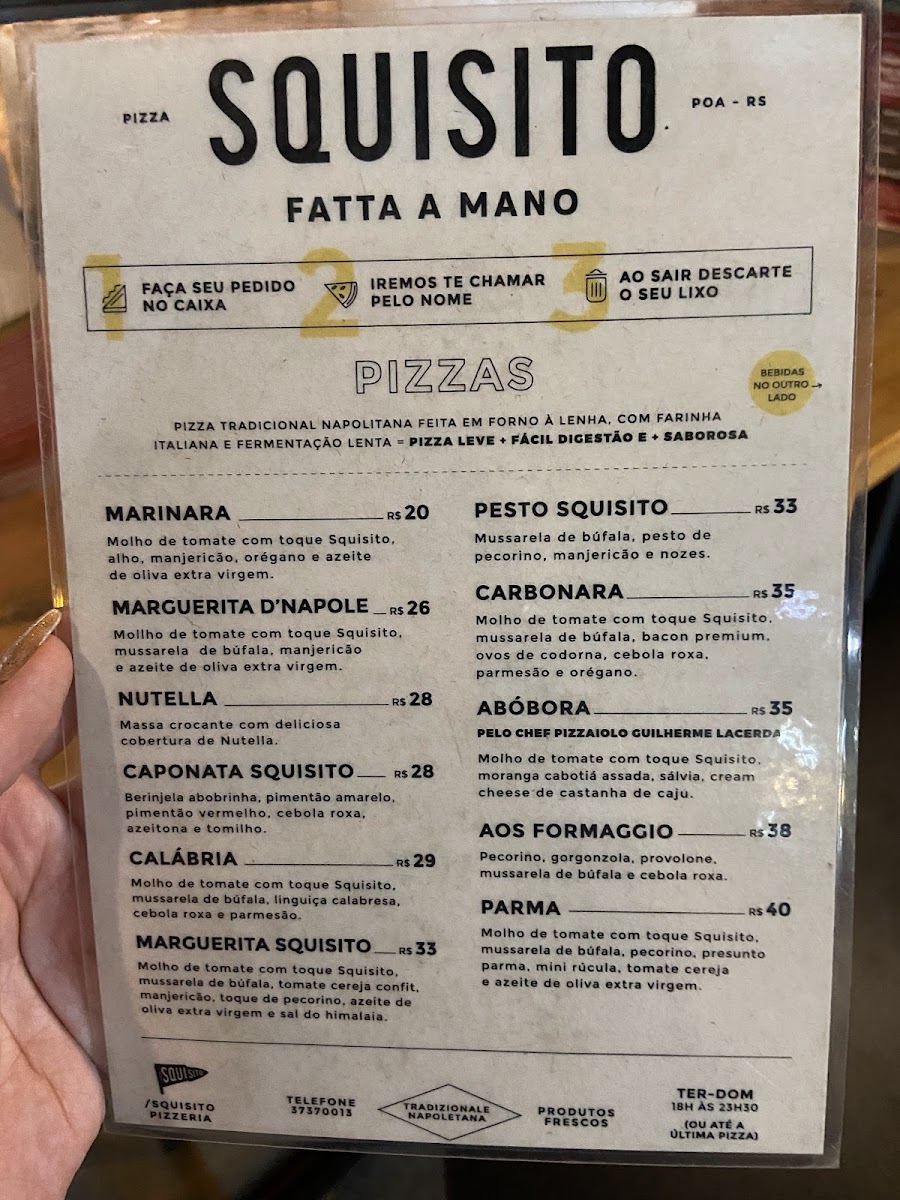 PIZZA
SQUISITO
POA - RS
FATTA A MANO
1
FAÇA SEU PEDIDO
NO CAIXA
2
IREMOS TE CHAMAR
PELO NOME
3
AO SAIR DESCARTE
O SEU LIXO
PIZZAS
BEBIDAS
NO OUTRO →
LADO
PIZZA TRADICIONAL NAPOLITANA FEITA EM FORNO À LENHA, COM FARINHA
ITALIANA E FERMENTAÇÃO LENTA = PIZZA LEVE + FÁCIL DIGESTÃO E + SABOROSA
MARINARA R$ 20
Molho de tomate com toque Squisito,
alho, manjericão, orégano e azeite
de oliva extra virgem.
MARGUERITA D'NAPOLE R$ 26
Mollho de tomate com toque Squisito,
mussarela de búfala, manjericão
e azeite de oliva extra virgem.
NUTELLA R$ 28
Massa crocante com deliciosa
cobertura de Nutella.
CAPONATA SQUISITO R$ 28
Berinjela abobrinha, pimentão amarelo,
pimentão vermelho, cebola roxa,
azeitona e tomilho.
CALÁBRIA R$ 29
Molho de tomate com toque Squisito,
mussarela de búfala, linguiça calabresa,
cebola roxa e parmesão.
MARGUERITA SQUISITO R$ 33
Molho de tomate com toque Squisito,
mussarela de búfala, tomate cereja confit,
manjericão, toque de pecorino, azeite de
oliva extra virgem e sal do himalaia.
PESTO SQUISITO R$ 33
Mussarela de búfala, pesto de
pecorino, manjericão e nozes.
CARBONARA R$ 35
Molho de tomate com toque Squisito,
mussarela de búfala, bacon premium,
ovos de codorna, cebola roxa,
parmesão e orégano.
ABÓBORA R$ 35
PELO CHEF PIZZAIOLO GUILHERME LACERDA
Molho de tomate com toque Squisito,
moranga cabotiá assada, sálvia, cream
cheese de castanha de caju.
AOS FORMAGGIO R$ 38
Pecorino, gorgonzola, provolone,
mussarela de búfala e cebola roxa.
PARMA R$ 40
Molho de tomate com toque Squisito,
mussarela de búfala, pecorino, presunto
parma, mini rúcula, tomate cereja
e azeite de oliva extra virgem.
SQUISITO
/SQUISITO
PIZZERIA
TELEFONE
37370013
TRADIZIONALE
NAPOLETANA
PRODUTOS
FRESCOS
TER-DOM
18H ÀS 23H30
(OU ATÉ A
ÚLTIMA PIZZA)